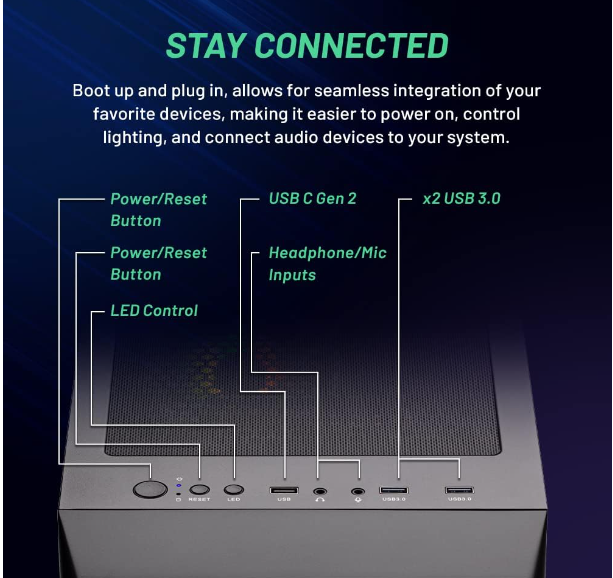 STAY CONNECTED
Boot up and plug in, allows for seamless integration of your
favorite devices, making it easier to power on, control
lighting, and connect audio devices to your system.
Power/Reset
Button
USB C Gen 2
x2 USB 3.0
Power/Reset
Button
Headphone/Mic
Inputs
LED Control
RESET
LED
USB
USB3.0
USB3.0